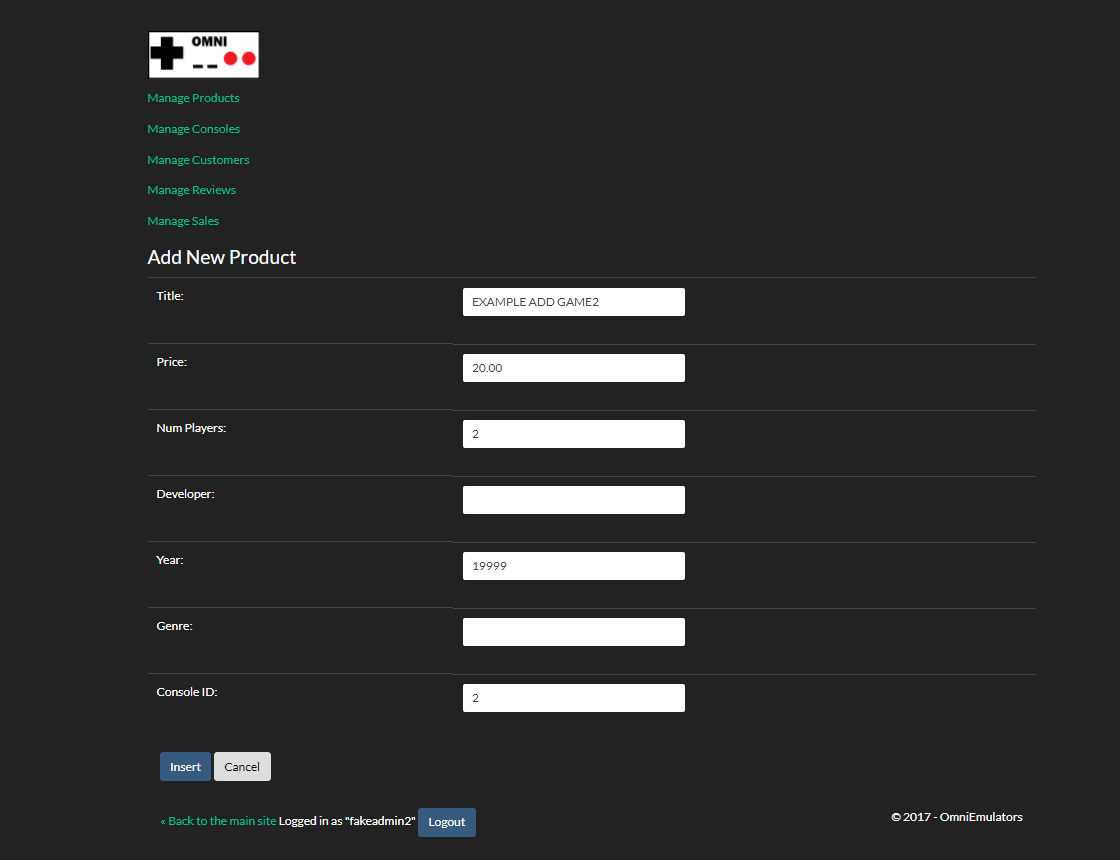 OMNI
Manage Products
Manage Consoles
Manage Customers
Manage Reviews
Manage Sales
Add New Product
Title: EXAMPLE ADD GAME2
Price: 20.00
Num Players: 2
Developer:
Year: 19999
Genre:
Console ID: 2
Insert Cancel
« Back to the main site Logged in as "fakeadmin2" Logout © 2017 - OmniEmulators